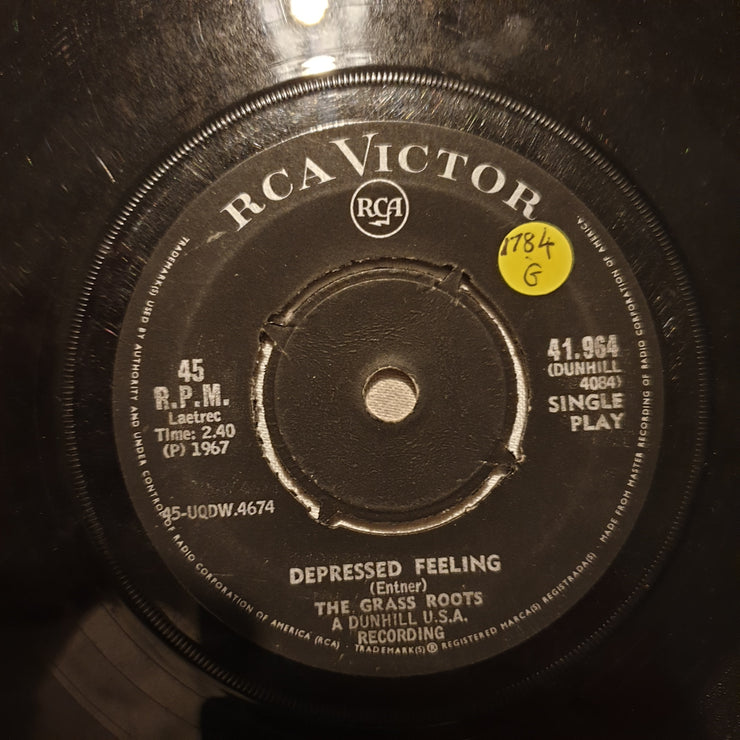 RCA VICTOR
RCA
1784
G
45
R.P.M.
Laetrec
Time: 2.40
(P) 1967
41.964
(DUNHILL
4084)
SINGLE
PLAY
45-UQDW.4674
DEPRESSED FEELING
(Entner)
THE GRASS ROOTS
A DUNHILL U.S.A.
RECORDING
TRADEMARK(S) USED BY AUTHORITY AND UNDER CONTROL OF RADIO CORPORATION OF AMERICA (RCA) - TRADEMARK(S) ® REGISTERED MARCA(S) REGISTRADA(S) - MADE FROM MASTER RECORDING OF RADIO CORPORATION OF AMERICA